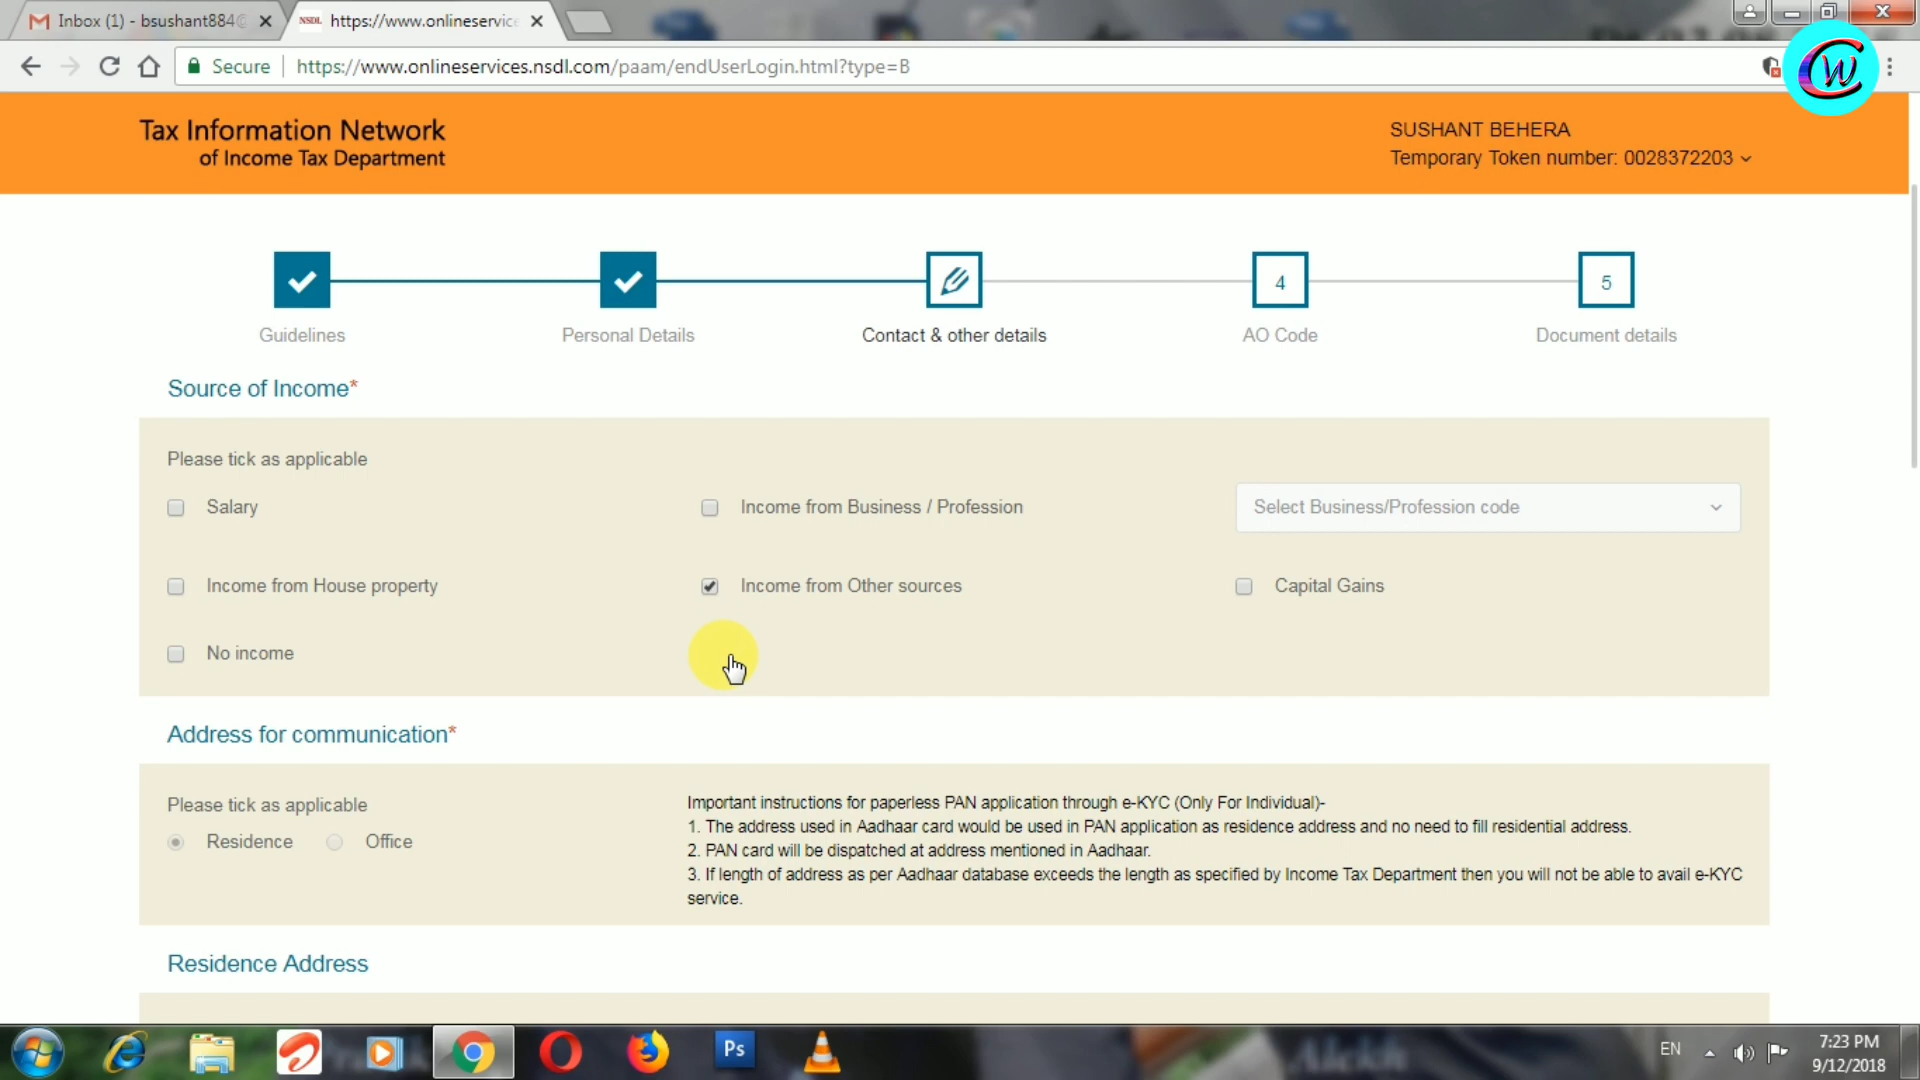 Inbox (1) - bsushant884@
NSDL https://www.onlineservice
Secure https://www.onlineservices.nsdl.com/paam/endUserLogin.html?type=B
CW
Tax Information Network
of Income Tax Department
SUSHANT BEHERA
Temporary Token number: 0028372203
4
5
Guidelines
Personal Details
Contact & other details
AO Code
Document details
Source of Income*
Please tick as applicable
Salary
Income from Business / Profession
Select Business/Profession code
Income from House property
Income from Other sources
Capital Gains
No income
Address for communication*
Please tick as applicable
Residence
Office
Important instructions for paperless PAN application through e-KYC (Only For Individual)-
1. The address used in Aadhaar card would be used in PAN application as residence address and no need to fill residential address.
2. PAN card will be dispatched at address mentioned in Aadhaar.
3. If length of address as per Aadhaar database exceeds the length as specified by Income Tax Department then you will not be able to avail e-KYC
service.
Residence Address
Ps
Alekh
EN
7:23 PM
9/12/2018